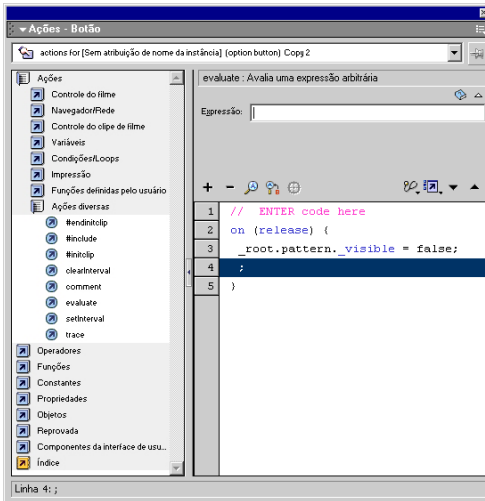 Ações - Botão
actions for [Sem atribuição de nome da instância] (option button) Copy 2
Ações
Controle do filme
Navegador/Rede
Controle do clipe de filme
Variáveis
Condições/Loops
Impressão
Funções definidas pelo usuário
Ações diversas
#endinitclip
#include
#initclip
clearInterval
comment
evaluate
setInterval
trace
Operadores
Funções
Constantes
Propriedades
Objetos
Reprovada
Componentes da interface de usu...
Índice
evaluate : Avalia uma expressão arbitrária
Expressão:
1 // ENTER code here
2 on (release) {
3 _root.pattern._visible = false;
4 ;
5 }
Linha 4: ;